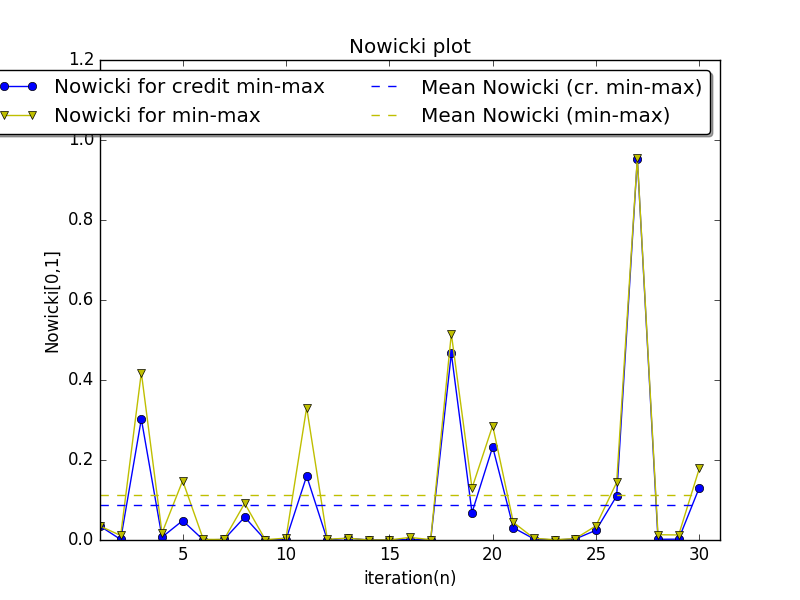 Nowicki plot
1.2
Nowicki for credit min-max
Mean Nowicki (cr. min-max)
Nowicki for min-max
Mean Nowicki (min-max)
1.0
0.8
0.6
0.4
0.2
0.0
Nowicki[0,1]
5
10
15
20
25
30
iteration(n)